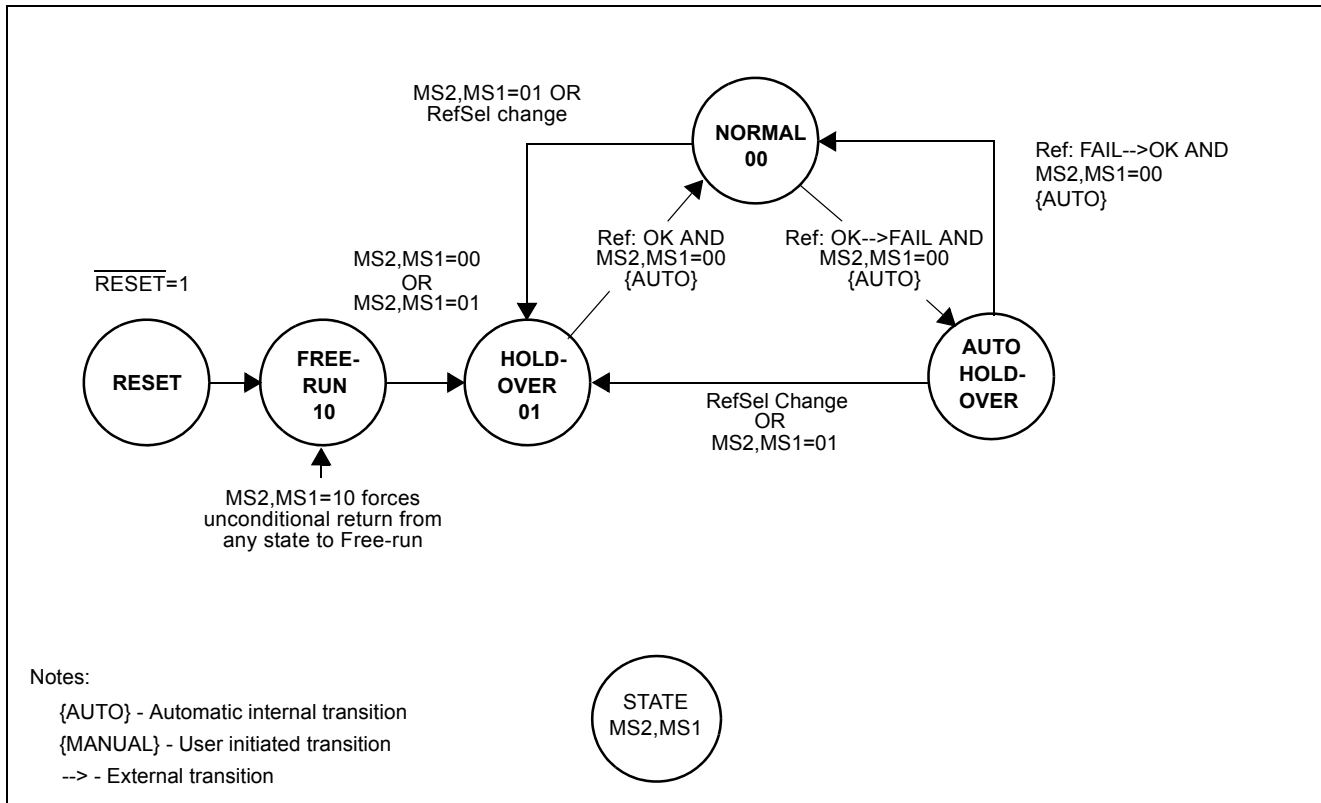 MS2,MS1=01 OR
RefSel change
NORMAL
00
Ref: FAIL-->OK AND
MS2,MS1=00
{AUTO}
Ref: OK AND
MS2,MS1=00
{AUTO}
Ref: OK-->FAIL AND
MS2,MS1=00
{AUTO}
RESET=1
MS2,MS1=00
OR
MS2,MS1=01
RESET
FREE-
RUN
10
HOLD-
OVER
01
AUTO
HOLD-
OVER
RefSel Change
OR
MS2,MS1=01
MS2,MS1=10 forces
unconditional return from
any state to Free-run
Notes:
{AUTO} - Automatic internal transition
{MANUAL} - User initiated transition
--> - External transition
STATE
MS2,MS1